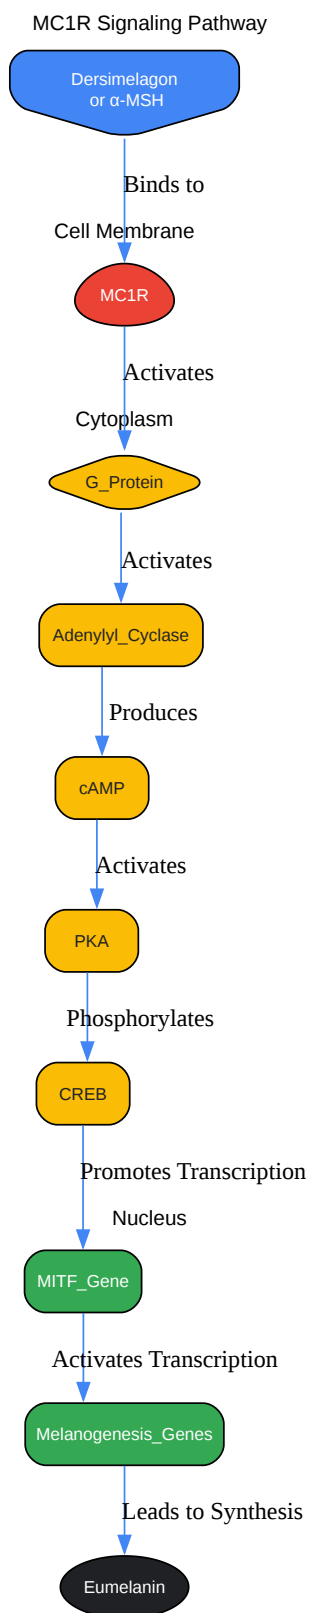 MC1R Signaling Pathway
Dersimelagon
or α-MSH
Binds to
Cell Membrane
MC1R
Activates
Cytoplasm
G_Protein
Activates
Adenylyl_Cyclase
Produces
cAMP
Activates
PKA
Phosphorylates
CREB
Promotes Transcription
Nucleus
MITF_Gene
Activates Transcription
Melanogenesis_Genes
Leads to Synthesis
Eumelanin